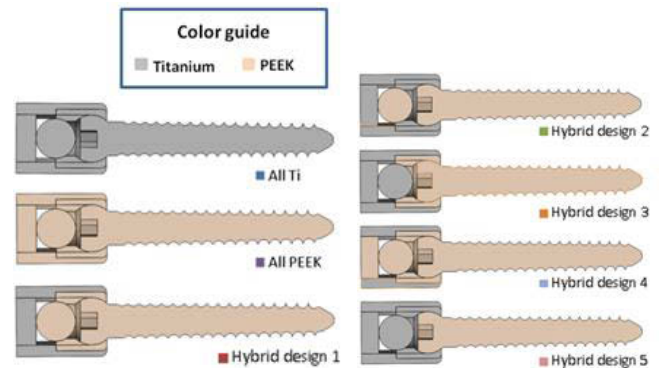 Color guide
Titanium PEEK
All Ti
All PEEK
Hybrid design 1
Hybrid design 2
Hybrid design 3
Hybrid design 4
Hybrid design 5